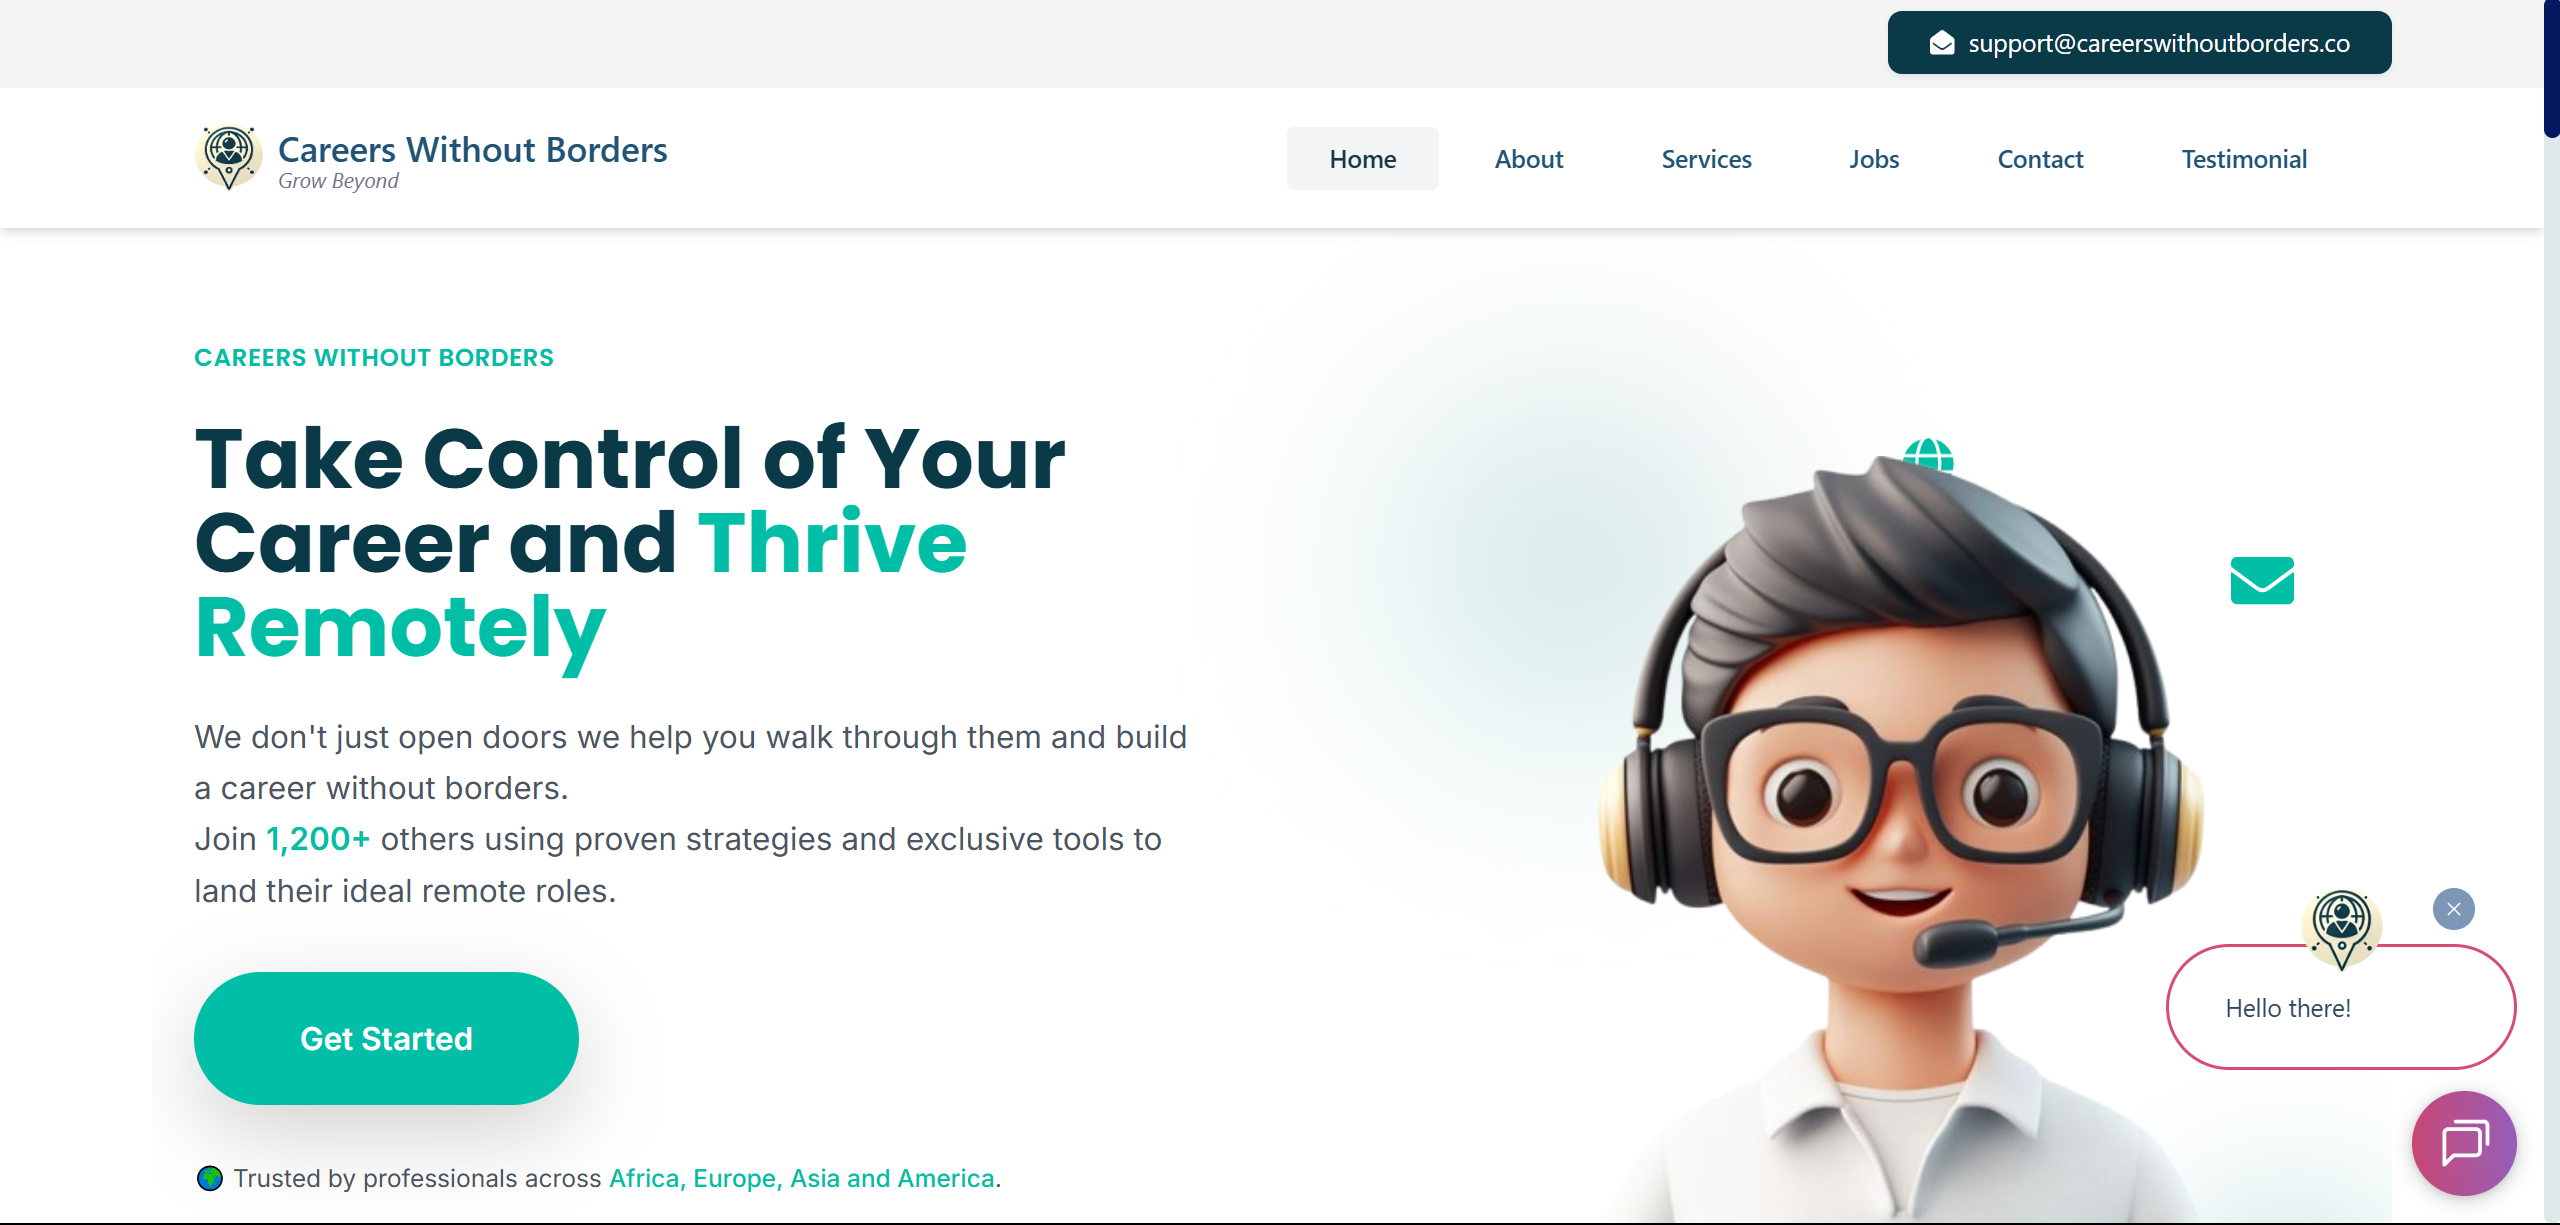 support@careerswithoutborders.co
Careers Without Borders
Grow Beyond
Home
About
Services
Jobs
Contact
Testimonial
CAREERS WITHOUT BORDERS
Take Control of Your
Career and Thrive
Remotely
We don't just open doors we help you walk through them and build
a career without borders.
Join 1,200+ others using proven strategies and exclusive tools to
land their ideal remote roles.
Get Started
Trusted by professionals across Africa, Europe, Asia and America.
Hello there!